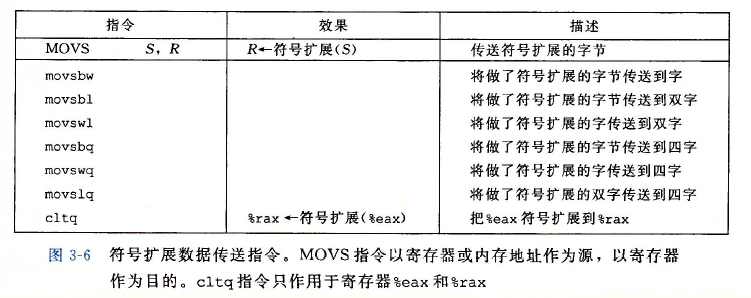 指令 效果 描述
MOVS S, R R←符号扩展(S) 传送符号扩展的字节
movsbw 将做了符号扩展的字节传送到字
movsbl 将做了符号扩展的字节传送到双字
movswl 将做了符号扩展的字传送到双字
movsbq 将做了符号扩展的字节传送到四字
movswq 将做了符号扩展的字传送到四字
movslq 将做了符号扩展的双字传送到四字
cltq %rax←符号扩展(%eax) 把%eax符号扩展到%rax
图 3-6 符号扩展数据传送指令。MOVS指令以寄存器或内存地址作为源，以寄存器
作为目的。cltq指令只作用于寄存器%eax和%rax